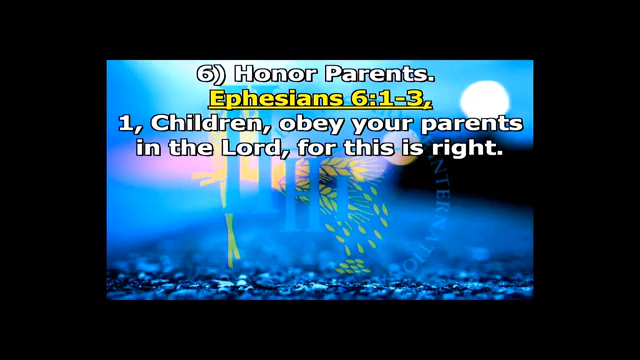 6) Honor Parents.
Ephesians 6:1-3,
1, Children, obey your parents
in the Lord, for this is right.